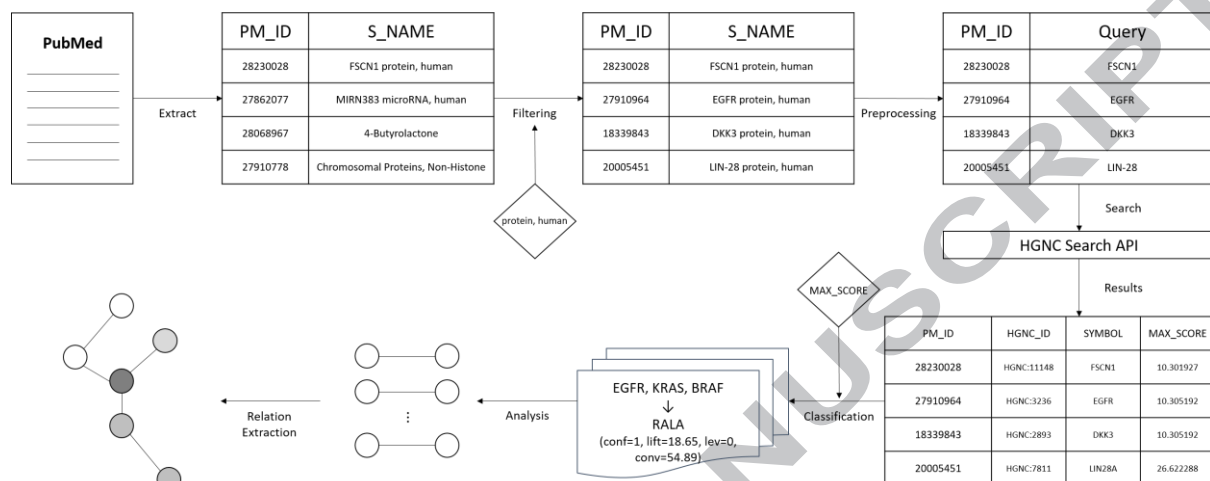 PubMed
Extract
PM_ID S_NAME
28230028 FSCN1 protein, human
27862077 MIRN383 microRNA, human
28068967 4-Butyrolactone
27910778 Chromosomal Proteins, Non-Histone
Filtering
protein, human
PM_ID S_NAME
28230028 FSCN1 protein, human
27910964 EGFR protein, human
18339843 DKK3 protein, human
20005451 LIN-28 protein, human
Preprocessing
PM_ID Query
28230028 FSCN1
27910964 EGFR
18339843 DKK3
20005451 LIN-28
Search
HGNC Search API
Results
PM_ID HGNC_ID SYMBOL MAX_SCORE
28230028 HGNC:11148 FSCN1 10.301927
27910964 HGNC:3236 EGFR 10.305192
18339843 HGNC:2893 DKK3 10.305192
20005451 HGNC:7811 LIN28A 26.622288
MAX_SCORE
Classification
EGFR, KRAS, BRAF
↓
RALA
(conf=1, lift=18.65, lev=0,
conv=54.89)
Analysis
⋮
Relation
Extraction
NUSCRIPT